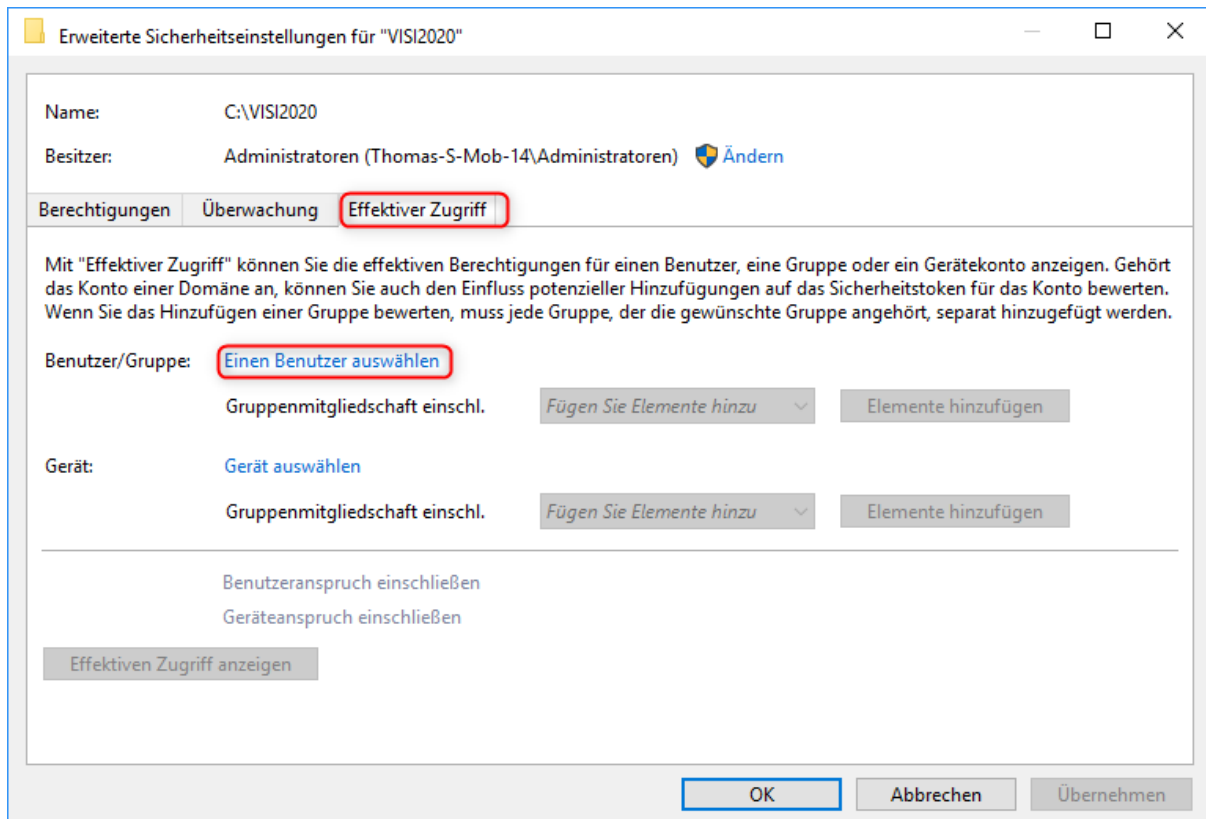 Erweiterte Sicherheitseinstellungen für "VISI2020"
Name: C:\VISI2020
Besitzer: Administratoren (Thomas-S-Mob-14\Administratoren) Ändern
Berechtigungen Überwachung Effektiver Zugriff
Mit "Effektiver Zugriff" können Sie die effektiven Berechtigungen für einen Benutzer, eine Gruppe oder ein Gerätekonto anzeigen. Gehört
das Konto einer Domäne an, können Sie auch den Einfluss potenzieller Hinzufügungen auf das Sicherheitstoken für das Konto bewerten.
Wenn Sie das Hinzufügen einer Gruppe bewerten, muss jede Gruppe, der die gewünschte Gruppe angehört, separat hinzugefügt werden.
Benutzer/Gruppe: Einen Benutzer auswählen
Gruppenmitgliedschaft einschl. Fügen Sie Elemente hinzu Elemente hinzufügen
Gerät: Gerät auswählen
Gruppenmitgliedschaft einschl. Fügen Sie Elemente hinzu Elemente hinzufügen
Benutzeranspruch einschließen
Geräteanspruch einschließen
Effektiven Zugriff anzeigen
OK Abbrechen Übernehmen